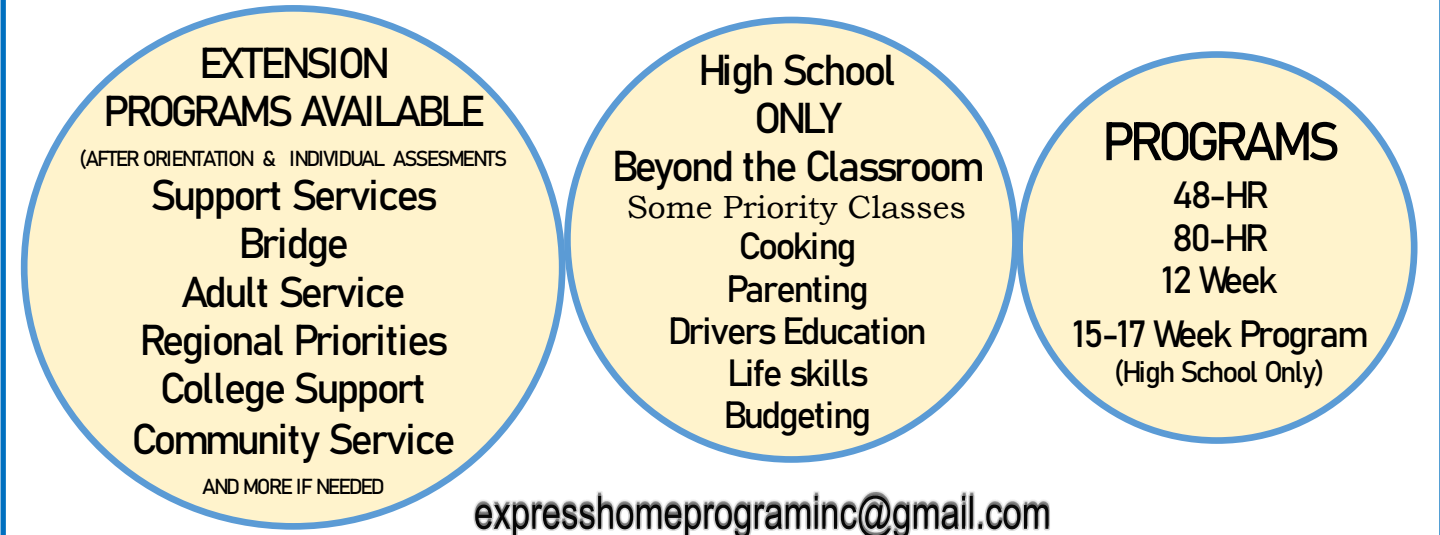 EXTENSION
PROGRAMS AVAILABLE
(AFTER ORIENTATION & INDIVIDUAL ASSESMENTS
Support Services
Bridge
Adult Service
Regional Priorities
College Support
Community Service
AND MORE IF NEEDED
High School
ONLY
Beyond the Classroom
Some Priority Classes
Cooking
Parenting
Drivers Education
Life skills
Budgeting
PROGRAMS
48-HR
80-HR
12 Week
15-17 Week Program
(High School Only)
expresshomeprograminc@gmail.com